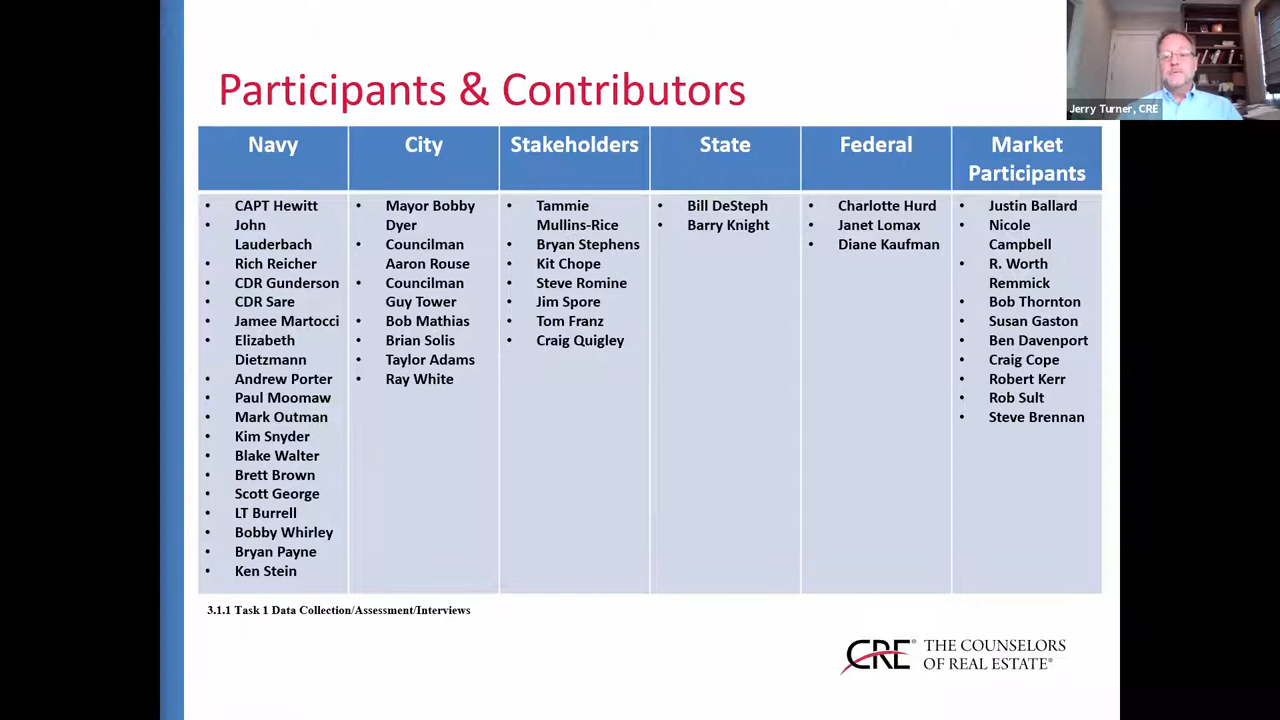 Participants & Contributors
Jerry Turner, CRE
Navy
City
Stakeholders
State
Federal
Market
Participants
• CAPT Hewitt
• John
Lauderbach
• Rich Reicher
• CDR Gunderson
• CDR Sare
• Jamee Martocci
• Elizabeth
Dietzmann
• Andrew Porter
• Paul Moomaw
• Mark Outman
• Kim Snyder
• Blake Walter
• Brett Brown
• Scott George
• LT Burrell
• Bobby Whirley
• Bryan Payne
• Ken Stein
• Mayor Bobby
Dyer
• Councilman
Aaron Rouse
• Councilman
Guy Tower
• Bob Mathias
• Brian Solis
• Taylor Adams
• Ray White
• Tammie
Mullins-Rice
• Bryan Stephens
• Kit Chope
• Steve Romine
• Jim Spore
• Tom Franz
• Craig Quigley
• Bill DeSteph
• Barry Knight
• Charlotte Hurd
• Janet Lomax
• Diane Kaufman
• Justin Ballard
• Nicole
Campbell
• R. Worth
Remmick
• Bob Thornton
• Susan Gaston
• Ben Davenport
• Craig Cope
• Robert Kerr
• Rob Sult
• Steve Brennan
3.1.1 Task 1 Data Collection/Assessment/Interviews
CRE® THE COUNSELORS
OF REAL ESTATE®